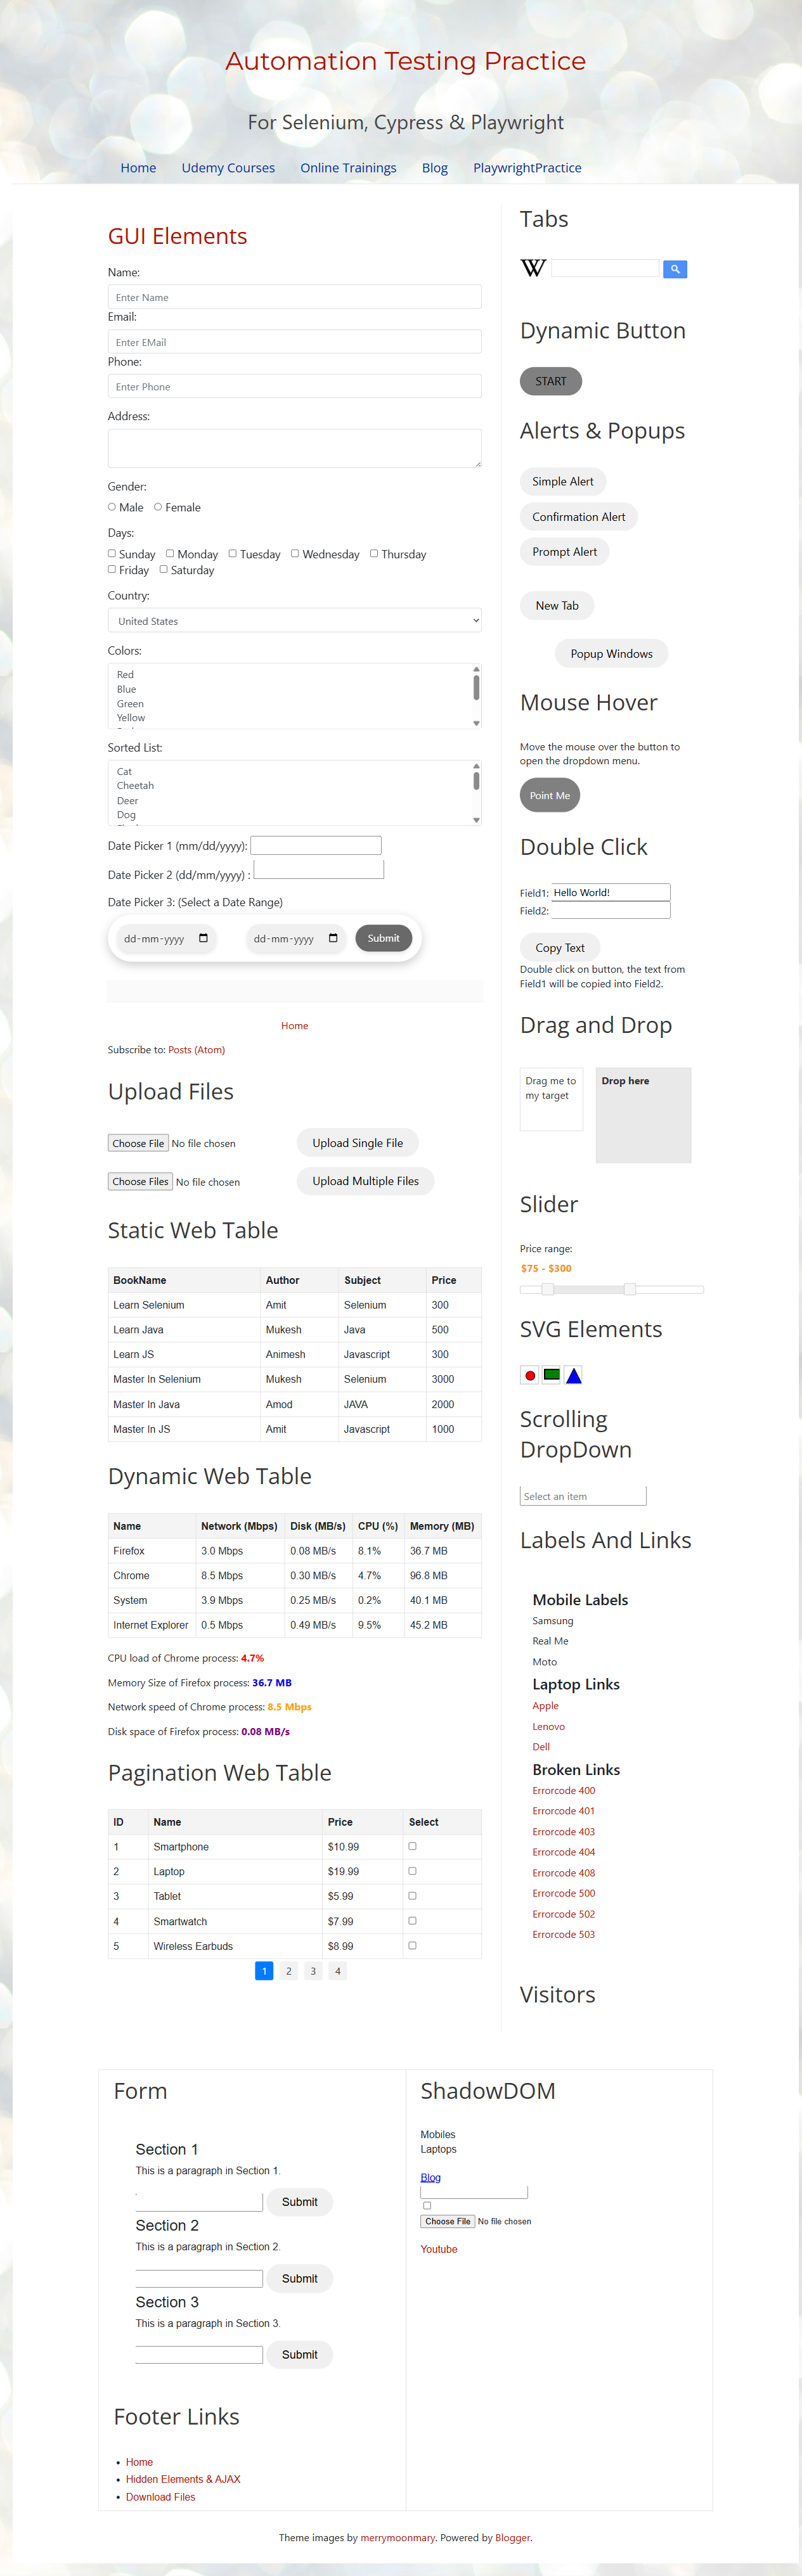 Automation Testing Practice
For Selenium, Cypress & Playwright
Home Udemy Courses Online Trainings Blog PlaywrightPractice
GUI Elements
Name:
Enter Name
Email:
Enter EMail
Phone:
Enter Phone
Address:
Gender:
Male Female
Days:
Sunday Monday Tuesday Wednesday Thursday
Friday Saturday
Country:
United States
Colors:
Red
Blue
Green
Yellow
Sorted List:
Cat
Cheetah
Deer
Dog
Date Picker 1 (mm/dd/yyyy):
Date Picker 2 (dd/mm/yyyy) :
Date Picker 3: (Select a Date Range)
dd-mm-yyyy dd-mm-yyyy Submit
Home
Subscribe to: Posts (Atom)
Upload Files
Choose File No file chosen Upload Single File
Choose Files No file chosen Upload Multiple Files
Static Web Table
BookName Author Subject Price
Learn Selenium Amit Selenium 300
Learn Java Mukesh Java 500
Learn JS Animesh Javascript 300
Master In Selenium Mukesh Selenium 3000
Master In Java Amod JAVA 2000
Master In JS Amit Javascript 1000
Dynamic Web Table
Name Network (Mbps) Disk (MB/s) CPU (%) Memory (MB)
Firefox 3.0 Mbps 0.08 MB/s 8.1% 36.7 MB
Chrome 8.5 Mbps 0.30 MB/s 4.7% 96.8 MB
System 3.9 Mbps 0.25 MB/s 0.2% 40.1 MB
Internet Explorer 0.5 Mbps 0.49 MB/s 9.5% 45.2 MB
CPU load of Chrome process: 4.7%
Memory Size of Firefox process: 36.7 MB
Network speed of Chrome process: 8.5 Mbps
Disk space of Firefox process: 0.08 MB/s
Pagination Web Table
ID Name Price Select
1 Smartphone $10.99
2 Laptop $19.99
3 Tablet $5.99
4 Smartwatch $7.99
5 Wireless Earbuds $8.99
1 2 3 4
Tabs
W
Dynamic Button
START
Alerts & Popups
Simple Alert
Confirmation Alert
Prompt Alert
New Tab
Popup Windows
Mouse Hover
Move the mouse over the button to
open the dropdown menu.
Point Me
Double Click
Field1: Hello World!
Field2:
Copy Text
Double click on button, the text from
Field1 will be copied into Field2.
Drag and Drop
Drag me to
my target
Drop here
Slider
Price range:
$75 - $300
SVG Elements
Scrolling
DropDown
Select an item
Labels And Links
Mobile Labels
Samsung
Real Me
Moto
Laptop Links
Apple
Lenovo
Dell
Broken Links
Errorcode 400
Errorcode 401
Errorcode 403
Errorcode 404
Errorcode 408
Errorcode 500
Errorcode 502
Errorcode 503
Visitors
Form
Section 1
This is a paragraph in Section 1.
Submit
Section 2
This is a paragraph in Section 2.
Submit
Section 3
This is a paragraph in Section 3.
Submit
Footer Links
Home
Hidden Elements & AJAX
Download Files
ShadowDOM
Mobiles
Laptops
Blog
Choose File No file chosen
Youtube
Theme images by merrymoonmary. Powered by Blogger.